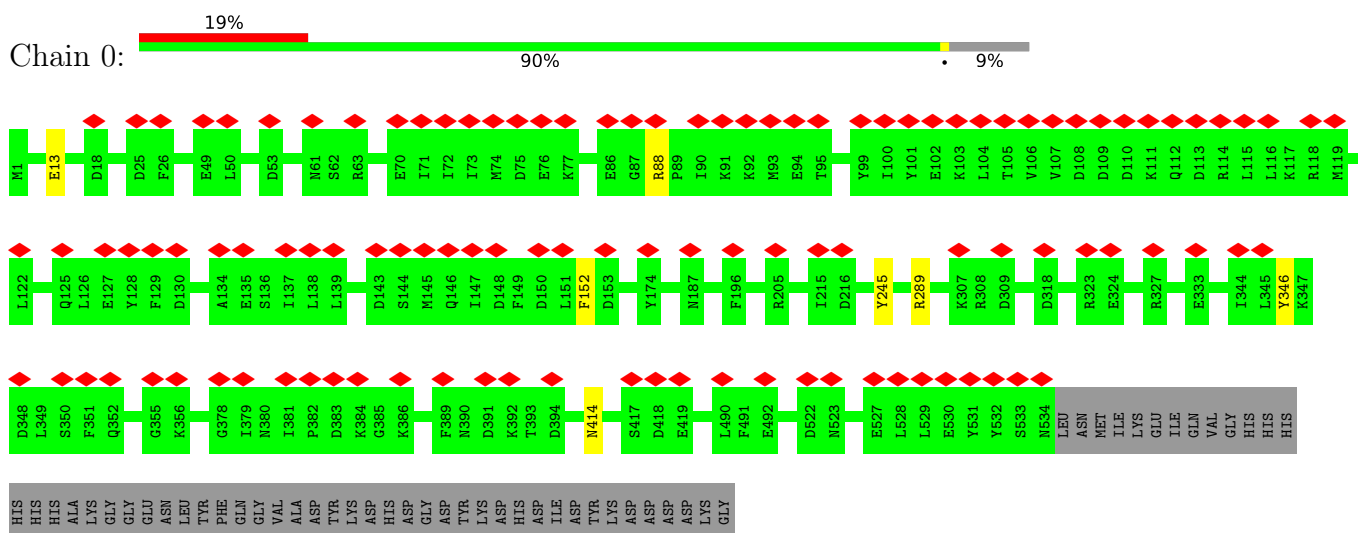 19%
Chain 0:
90% • 9%
M1 E13 D18 D25 F26 E49 L50 D53 N61 S62 R63 E70 I71 I72 I73 M74 D75 E76 K77 E86 G87 R88 P89 I90 K91 K92 M93 E94 T95 Y99 I100 Y101 E102 K103 L104 T105 V106 V107 D108 D109 D110 K111 Q112 D113 R114 L115 L116 K117 R118 M119
L122 Q125 L126 E127 Y128 F129 D130 A134 E135 S136 I137 L138 L139 D143 S144 M145 Q146 I147 D148 F149 D150 L151 F152 D153 Y174 N187 F196 R205 I215 D216 Y245 R289 K307 R308 D309 D318 R323 E324 R327 E333 I344 L345 Y346 K347
D348 L349 S350 F351 Q352 G355 K356 G378 I379 N380 I381 P382 D383 K384 G385 K386 F389 N390 D391 K392 T393 D394 N414 S417 D418 E419 L490 F491 E492 D522 N523 E527 L528 L529 E530 Y531 Y532 S533 N534 LEU ASN MET ILE LYS GLU ILE GLN VAL GLY HIS HIS HIS
HIS HIS HIS ALA LYS GLY GLY GLU ASN LEU TYR PHE GLN GLY VAL ALA ASP TYR LYS ASP HIS ASP GLY ASP TYR LYS ASP HIS ASP ILE ASP TYR LYS ASP ASP ASP ASP LYS GLY